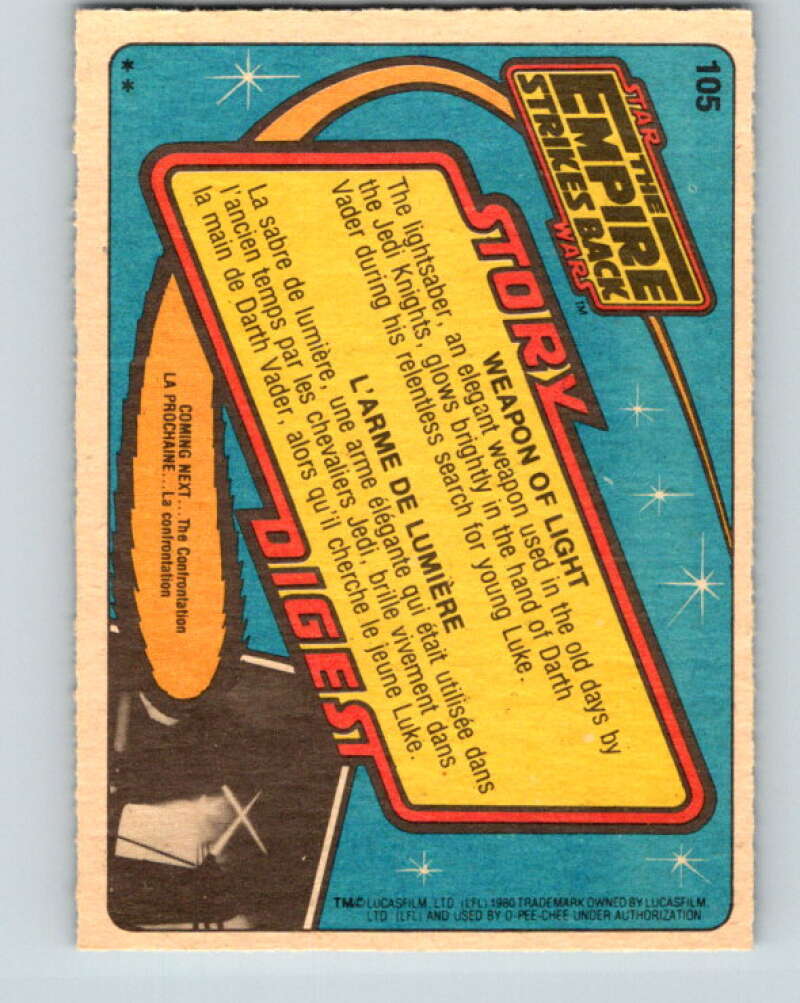 105
STAR
THE
EMPIRE
STRIKES BACK
WARS™
STORY
WEAPON OF LIGHT
The lightsaber, an elegant weapon used in the old days by
the Jedi Knights, glows brightly in the hand of Darth
Vader during his relentless search for young Luke.
L'ARME DE LUMIÈRE
La sabre de lumière, une arme élégante qui était utilisée dans
l'ancien temps par les chevaliers Jedi, brille vivement dans
la main de Darth Vader, alors qu'il cherche le jeune Luke.
DIGEST
COMING NEXT...The Confrontation
LA PROCHAINE...La confrontation
**
TM© LUCASFILM, LTD. (LFL) 1980 TRADEMARK OWNED BY LUCASFILM,
LTD. (LFL) AND USED BY O-PEE-CHEE UNDER AUTHORIZATION